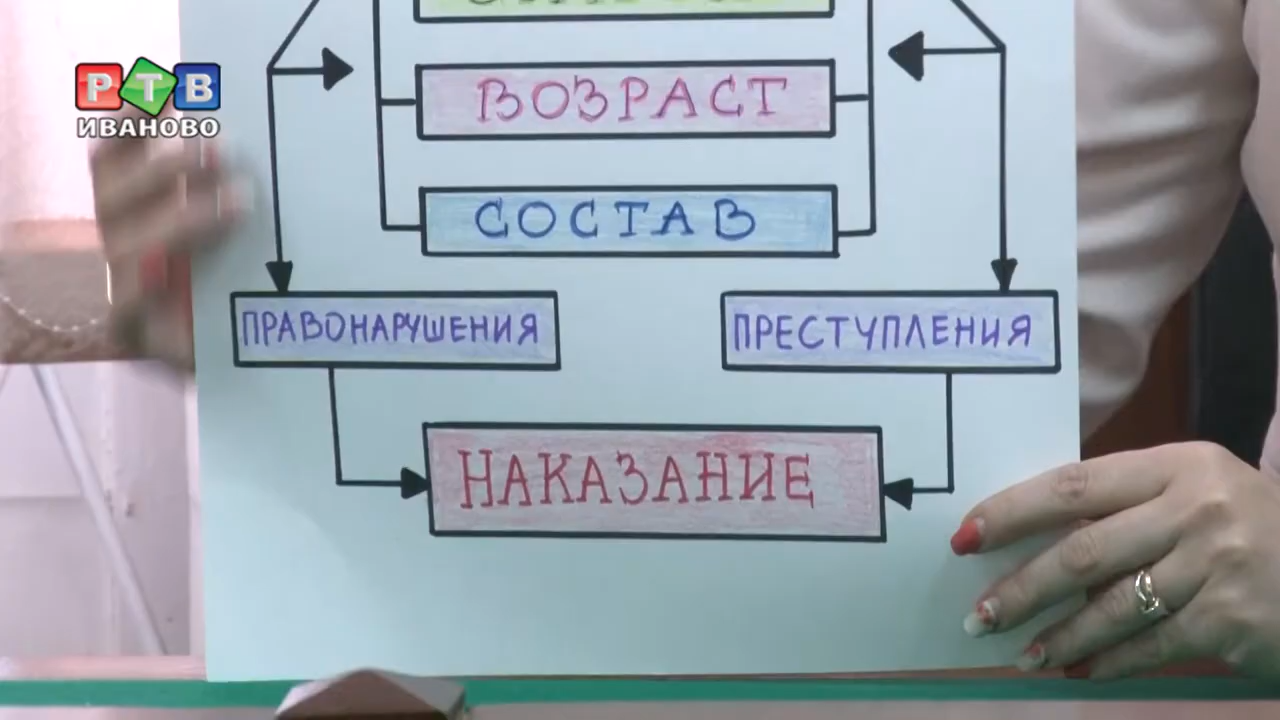 РТВ
ИВАНОВО
ВОЗРАСТ
СОСТАВ
ПРАВОНАРУШЕНИЯ
ПРЕСТУПЛЕНИЯ
НАКАЗАНИЕ